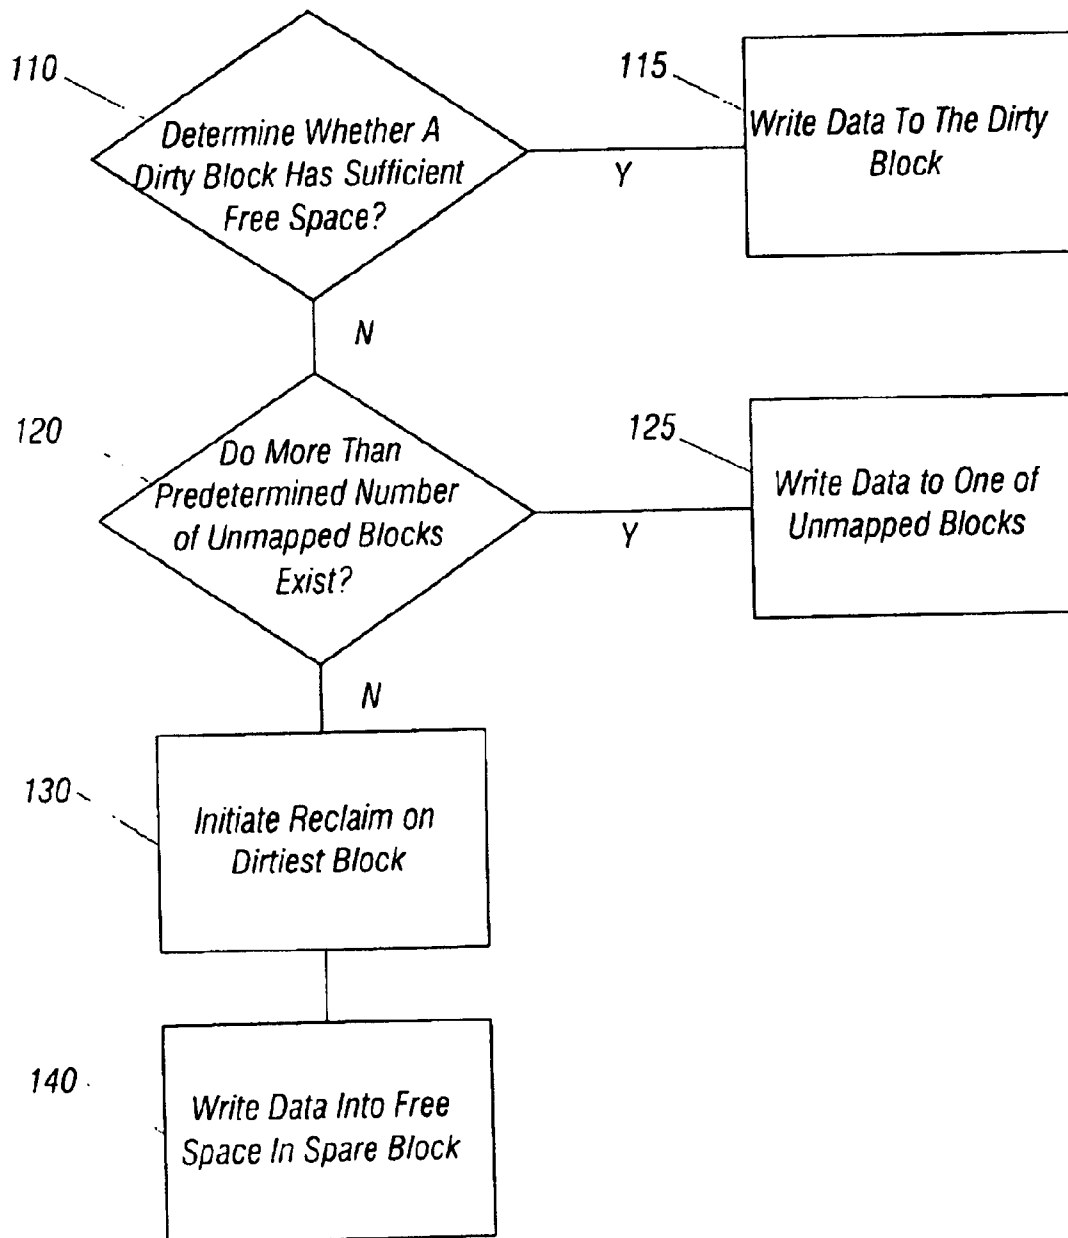 110
Determine Whether A
Dirty Block Has Sufficient
Free Space?
Y
115
Write Data To The Dirty
Block
N
120
Do More Than
Predetermined Number
of Unmapped Blocks
Exist?
Y
125
Write Data to One of
Unmapped Blocks
N
130
Initiate Reclaim on
Dirtiest Block
140
Write Data Into Free
Space In Spare Block